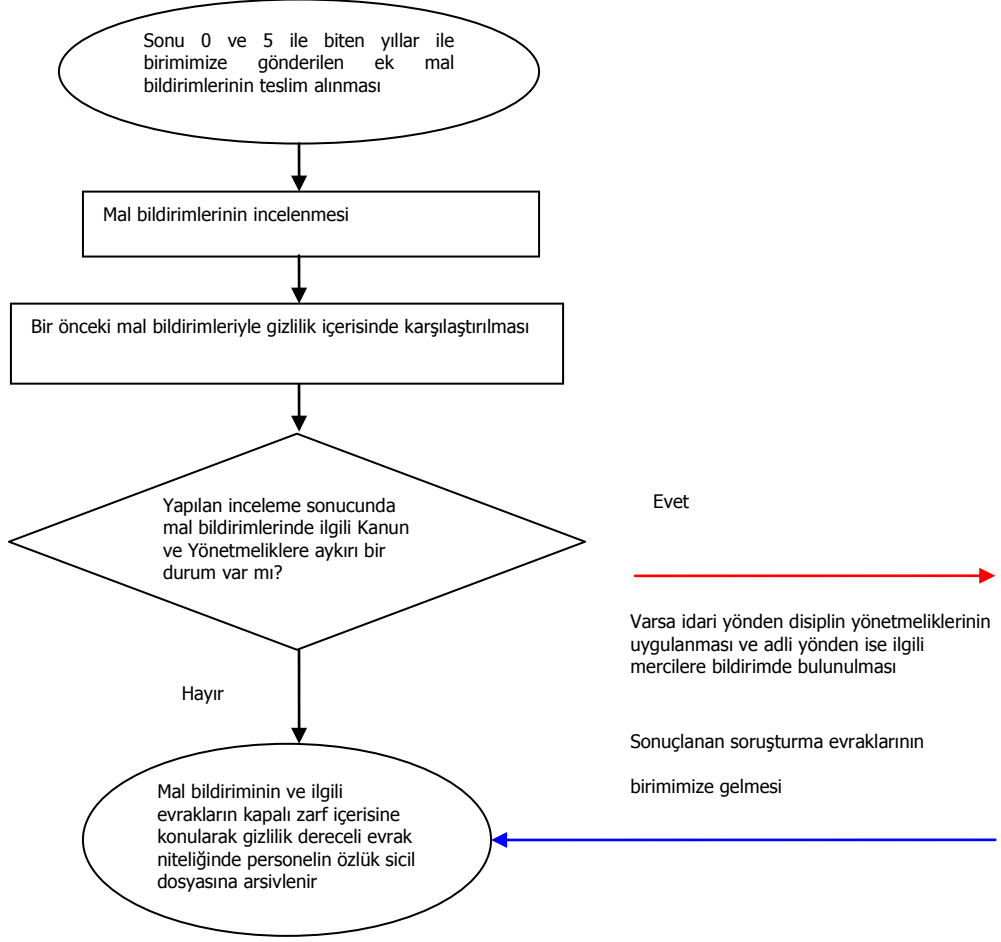 Sonu 0 ve 5 ile biten yıllar ile
birimimize gönderilen ek mal
bildirimlerinin teslim alınması
Mal bildirimlerinin incelenmesi
Bir önceki mal bildirimleriyle gizlilik içerisinde karşılaştırılması
Yapılan inceleme sonucunda
mal bildirimlerinde ilgili Kanun
ve Yönetmeliklere aykırı bir
durum var mı?
Evet
Varsa idari yönden disiplin yönetmeliklerinin
uygulanması ve adli yönden ise ilgili
mercilere bildirimde bulunulması
Hayır
Sonuçlanan soruşturma evraklarının
birimimize gelmesi
Mal bildiriminin ve ilgili
evrakların kapalı zarf içerisine
konularak gizlilik dereceli evrak
niteliğinde personelin özlük sicil
dosyasına arsivlenir